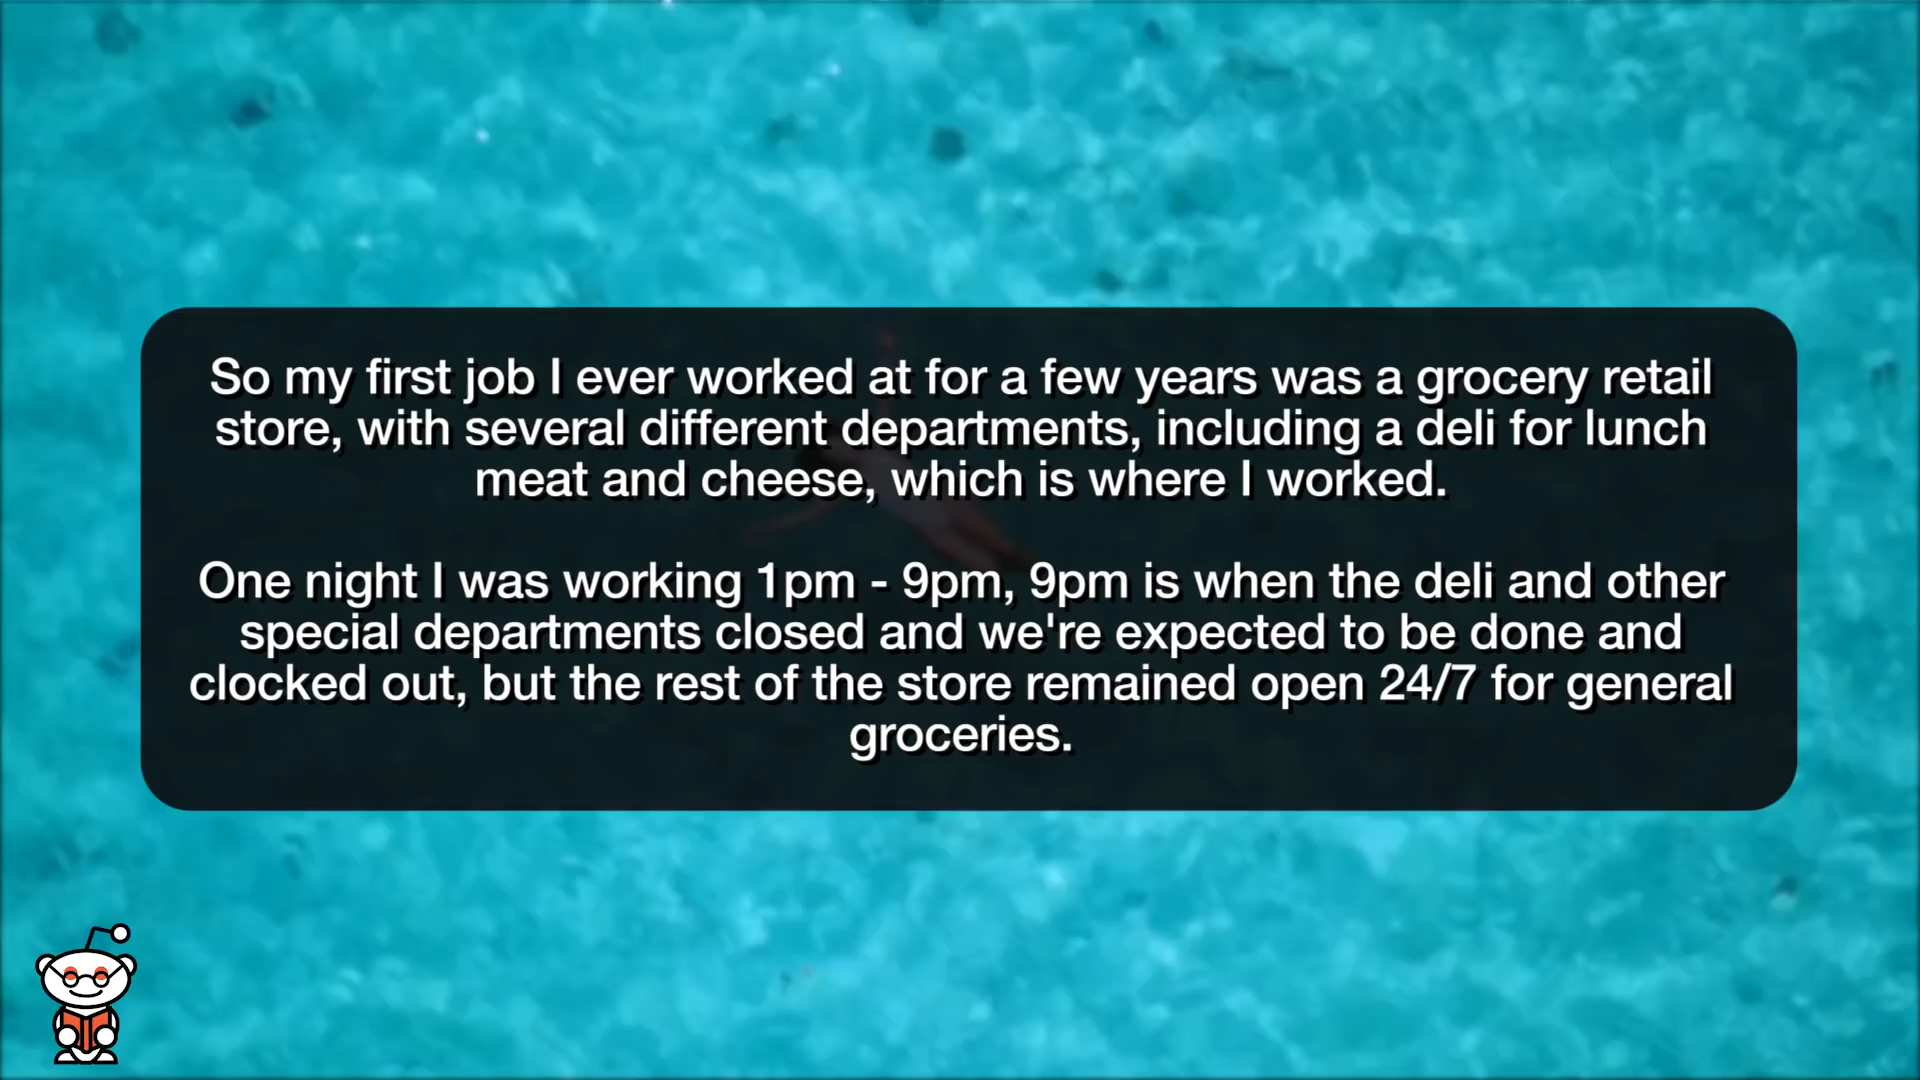 So my first job I ever worked at for a few years was a grocery retail
store, with several different departments, including a deli for lunch
meat and cheese, which is where I worked.
One night I was working 1pm - 9pm, 9pm is when the deli and other
special departments closed and we're expected to be done and
clocked out, but the rest of the store remained open 24/7 for general
groceries.